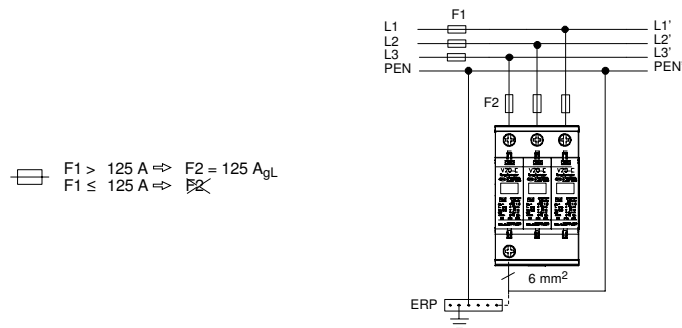 F1
L1 L1'
L2 L2'
L3 L3'
PEN PEN
F2
F1 > 125 A ⇨ F2 = 125 AgL
F1 ≤ 125 A ⇨ F2
V20-C V20-C V20-C
6 mm²
ERP